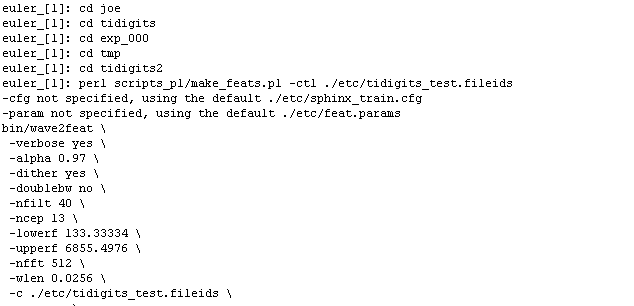 euler_[1]: cd joe
euler_[1]: cd tidigits
euler_[1]: cd exp_000
euler_[1]: cd tmp
euler_[1]: cd tidigits2
euler_[1]: perl scripts_pl/make_feats.pl -ctl ./etc/tidigits_test.fileids
-cfg not specified, using the default ./etc/sphinx_train.cfg
-param not specified, using the default ./etc/feat.params
bin/wave2feat \
-verbose yes \
-alpha 0.97 \
-dither yes \
-doublebw no \
-nfilt 40 \
-ncep 13 \
-lowerf 133.33334 \
-upperf 6855.4976 \
-nfft 512 \
-wlen 0.0256 \
-c ./etc/tidigits_test.fileids \